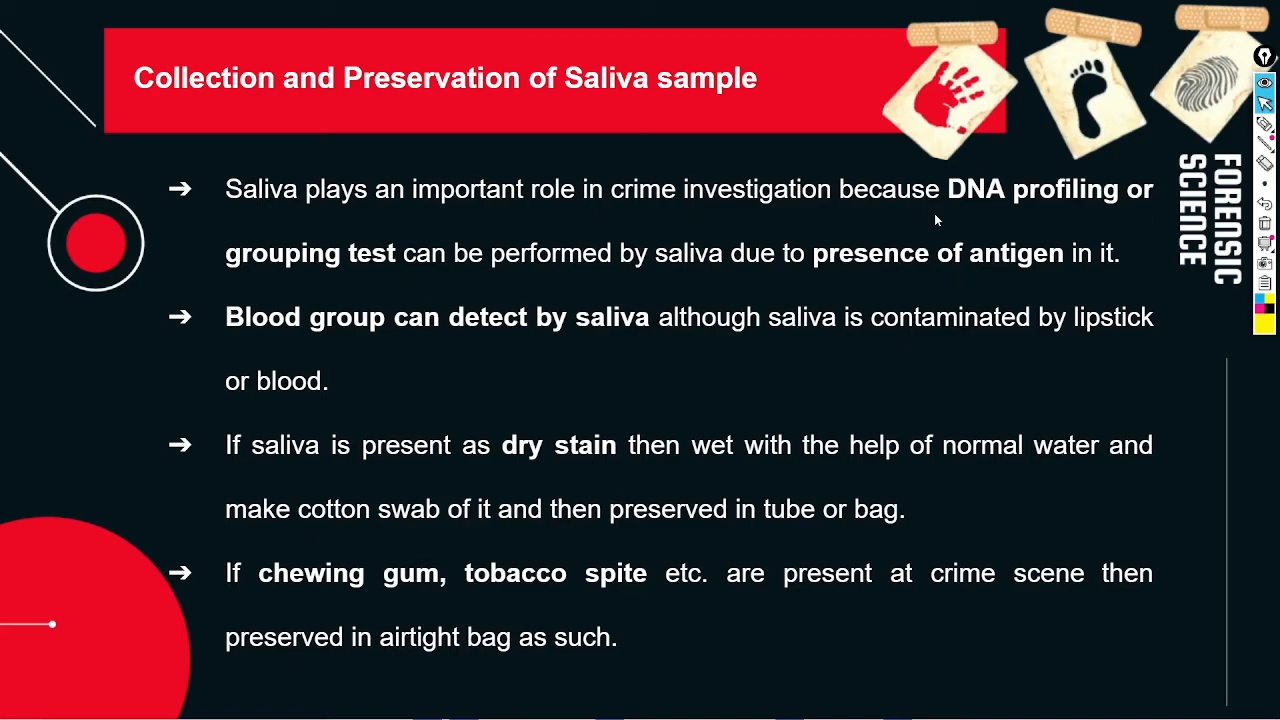 Collection and Preservation of Saliva sample
FORENSIC
SCIENCE
➔ Saliva plays an important role in crime investigation because DNA profiling or
grouping test can be performed by saliva due to presence of antigen in it.
➔ Blood group can detect by saliva although saliva is contaminated by lipstick
or blood.
➔ If saliva is present as dry stain then wet with the help of normal water and
make cotton swab of it and then preserved in tube or bag.
➔ If chewing gum, tobacco spite etc. are present at crime scene then
preserved in airtight bag as such.